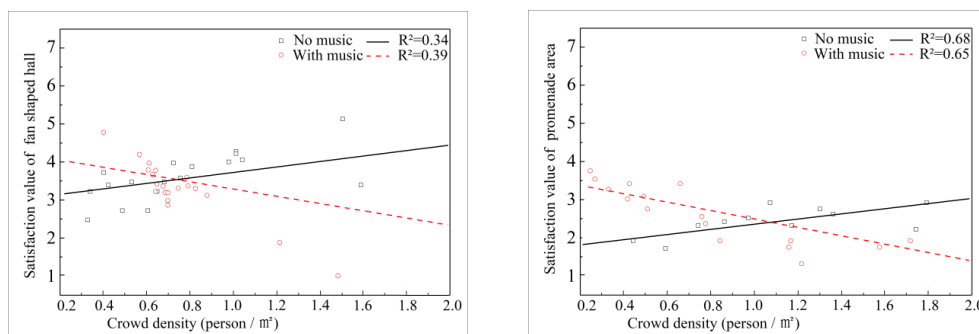 No music R²=0.34
With music R²=0.39
7
6
5
4
3
2
1
Satisfaction value of fan shaped hall
0.2 0.4 0.6 0.8 1.0 1.2 1.4 1.6 1.8 2.0
Crowd density (person / m²)
No music R²=0.68
With music R²=0.65
7
6
5
4
3
2
1
Satisfaction value of promenade area
0.2 0.4 0.6 0.8 1.0 1.2 1.4 1.6 1.8 2.0
Crowd density (person / m²)